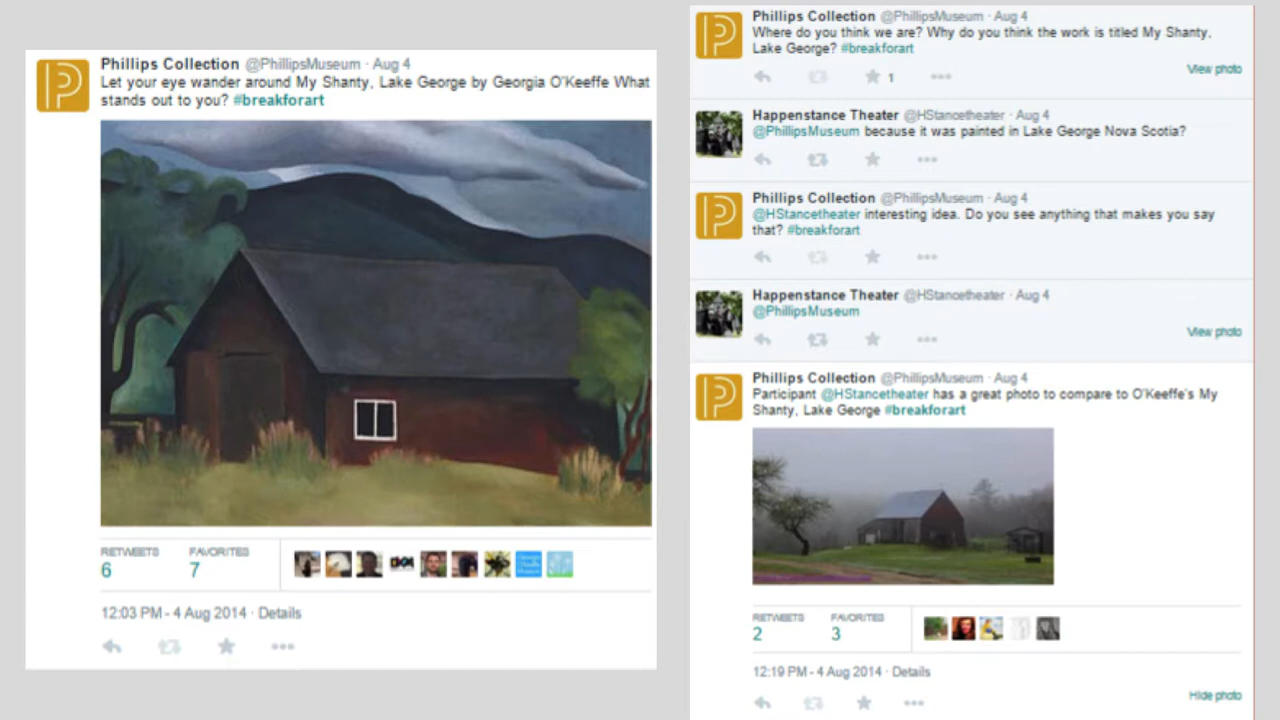 Phillips Collection @PhillipsMuseum · Aug 4
Let your eye wander around My Shanty, Lake George by Georgia O'Keeffe What
stands out to you? #breakforart
RETWEETS
6
FAVORITES
7
12:03 PM - 4 Aug 2014 · Details
Phillips Collection @PhillipsMuseum · Aug 4
Where do you think we are? Why do you think the work is titled My Shanty,
Lake George? #breakforart
1
View photo
Happenstance Theater @HStancetheater · Aug 4
@PhillipsMuseum because it was painted in Lake George Nova Scotia?
Phillips Collection @PhillipsMuseum · Aug 4
@HStancetheater interesting idea. Do you see anything that makes you say
that? #breakforart
Happenstance Theater @HStancetheater · Aug 4
@PhillipsMuseum
View photo
Phillips Collection @PhillipsMuseum · Aug 4
Participant @HStancetheater has a great photo to compare to O'Keeffe's My
Shanty, Lake George #breakforart
RETWEETS
2
FAVORITES
3
12:19 PM - 4 Aug 2014 · Details
Hide photo